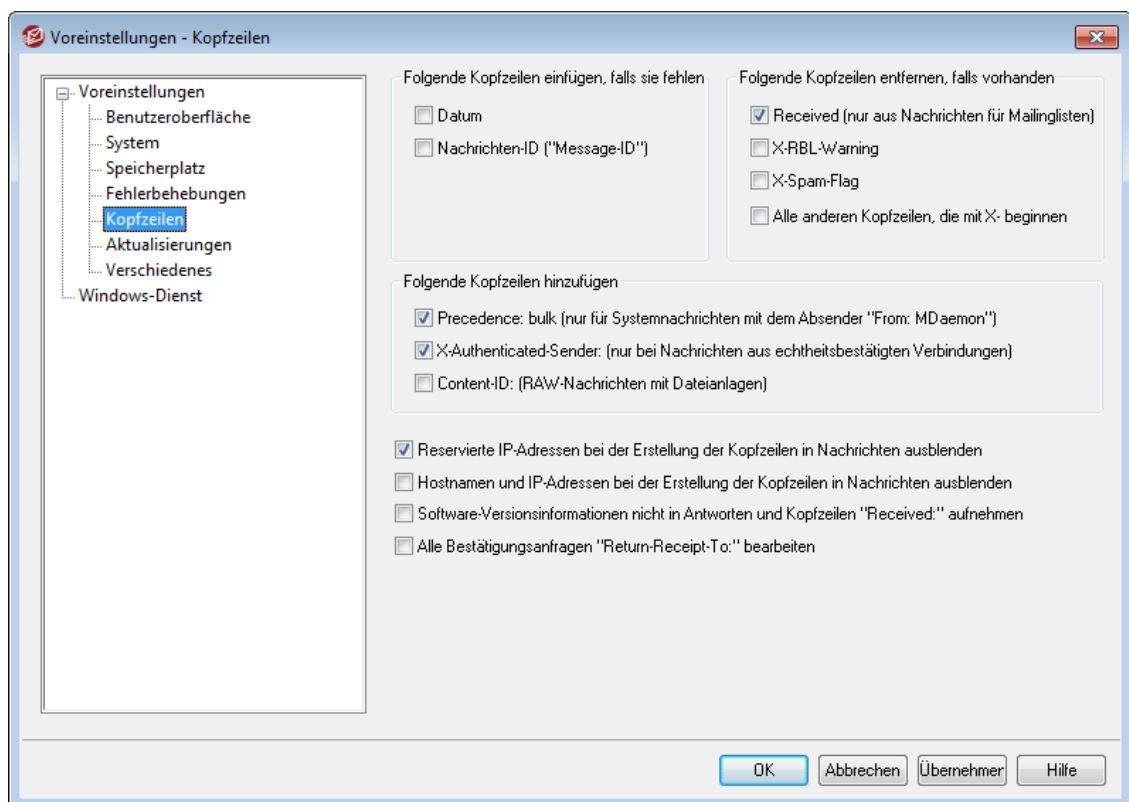 Voreinstellungen - Kopfzeilen
Voreinstellungen
Benutzeroberfläche
System
Speicherplatz
Fehlerbehebungen
Kopfzeilen
Aktualisierungen
Verschiedenes
Windows-Dienst
Folgende Kopfzeilen einfügen, falls sie fehlen
Datum
Nachrichten-ID ("Message-ID")
Folgende Kopfzeilen entfernen, falls vorhanden
Received (nur aus Nachrichten für Mailinglisten)
X-RBL-Warning
X-Spam-Flag
Alle anderen Kopfzeilen, die mit X- beginnen
Folgende Kopfzeilen hinzufügen
Precedence: bulk (nur für Systemnachrichten mit dem Absender "From: MDaemon")
X-Authenticated-Sender: (nur bei Nachrichten aus echtheitsbestätigten Verbindungen)
Content-ID: (RAW-Nachrichten mit Dateianlagen)
Reservierte IP-Adressen bei der Erstellung der Kopfzeilen in Nachrichten ausblenden
Hostnamen und IP-Adressen bei der Erstellung der Kopfzeilen in Nachrichten ausblenden
Software-Versionsinformationen nicht in Antworten und Kopfzeilen "Received:" aufnehmen
Alle Bestätigungsanfragen "Return-Receipt-To:" bearbeiten
OK
Abbrechen
Übernehmer
Hilfe